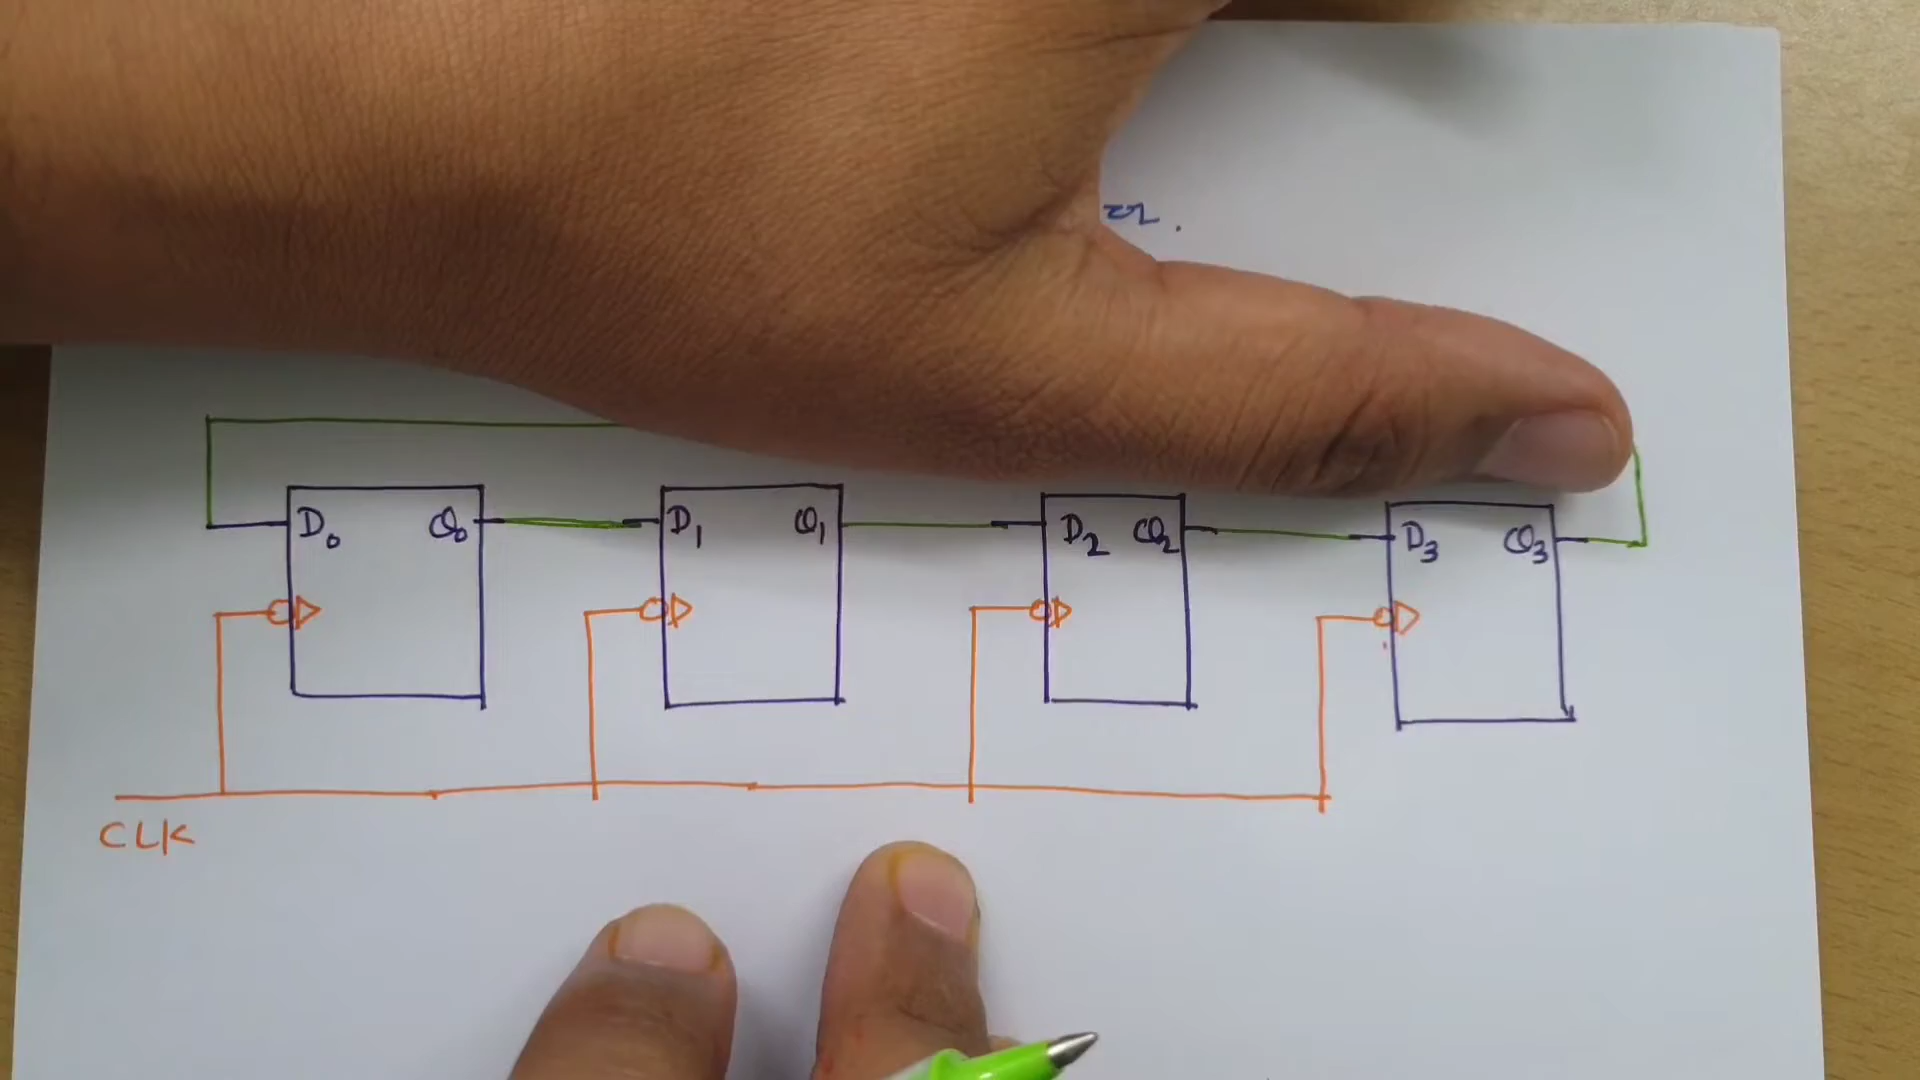 D₀ Q₀ D₁ Q₁ D₂ Q₂ D₃ Q₃
CLK